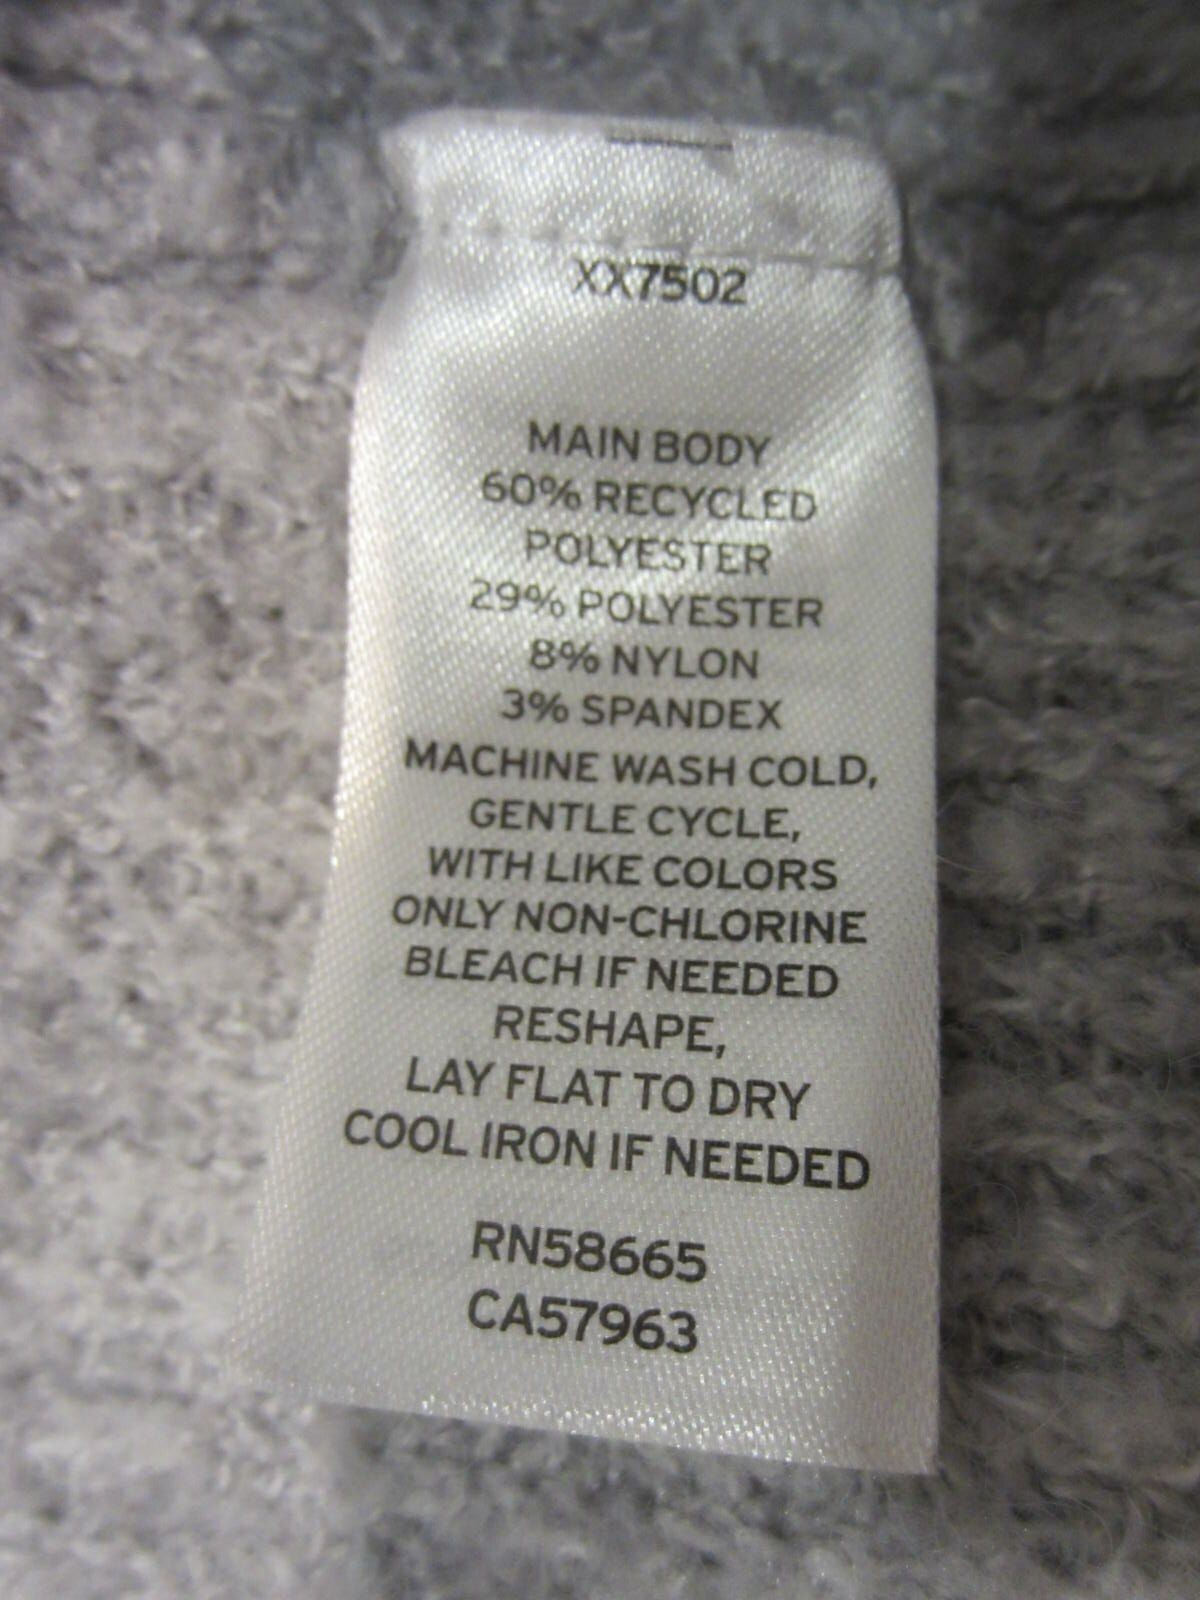 XX7502
MAIN BODY
60% RECYCLED
POLYESTER
29% POLYESTER
8% NYLON
3% SPANDEX
MACHINE WASH COLD,
GENTLE CYCLE,
WITH LIKE COLORS
ONLY NON-CHLORINE
BLEACH IF NEEDED
RESHAPE,
LAY FLAT TO DRY
COOL IRON IF NEEDED
RN58665
CA57963